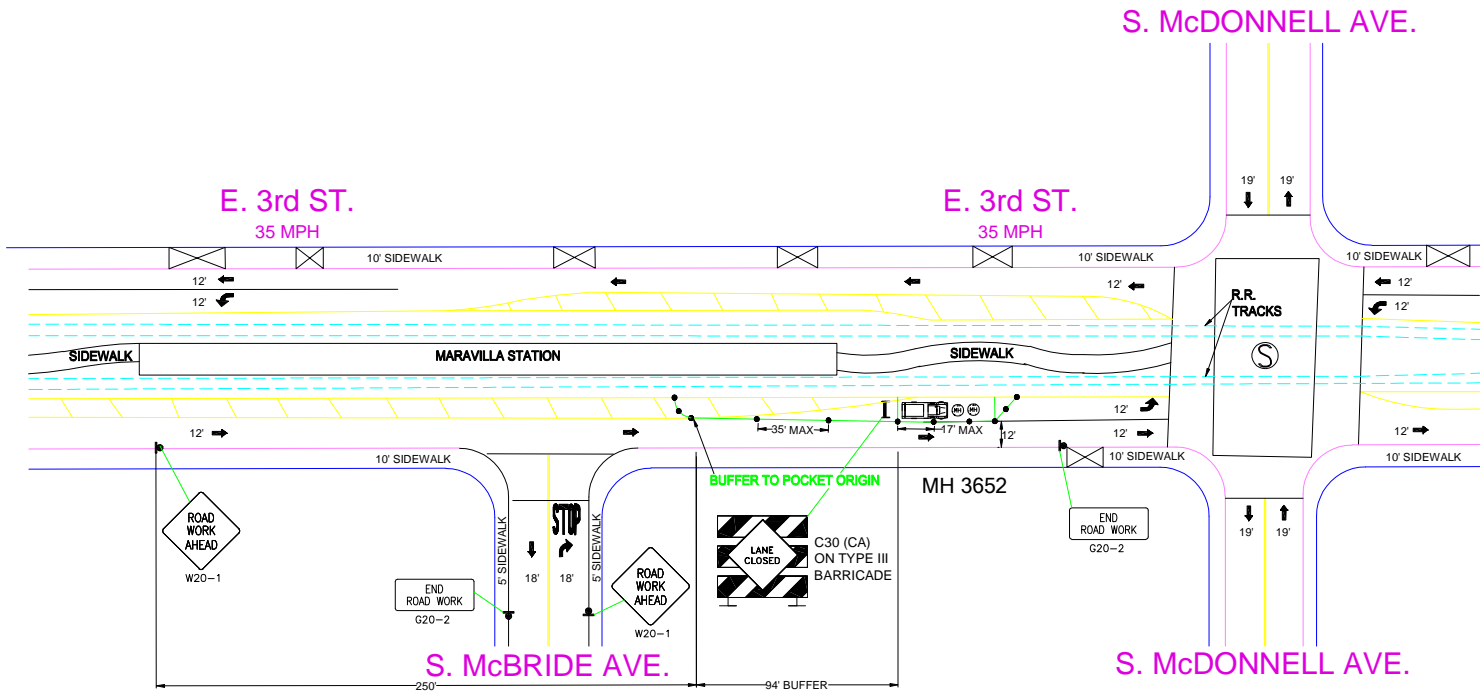 S. McDONNELL AVE.
19'
19'
E. 3rd ST.
35 MPH
E. 3rd ST.
35 MPH
10' SIDEWALK
10' SIDEWALK
10' SIDEWALK
12'
12'
12'
12'
12'
R.R.
TRACKS
SIDEWALK
MARAVILLA STATION
SIDEWALK
S
MH
MH
12'
12'
35' MAX
17' MAX
12'
12'
12'
10' SIDEWALK
10' SIDEWALK
10' SIDEWALK
BUFFER TO POCKET ORIGIN
MH 3652
ROAD
WORK
AHEAD
W20-1
STOP
5' SIDEWALK
5' SIDEWALK
18'
18'
END
ROAD WORK
G20-2
ROAD
WORK
AHEAD
W20-1
LANE
CLOSED
C30 (CA)
ON TYPE III
BARRICADE
END
ROAD WORK
G20-2
19'
19'
S. McBRIDE AVE.
S. McDONNELL AVE.
250'
94' BUFFER